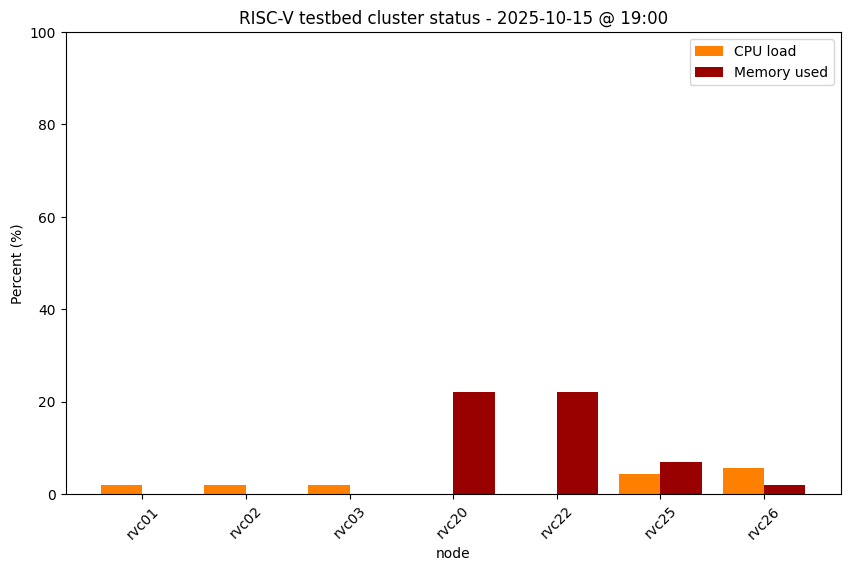 RISC-V testbed cluster status - 2025-10-15 @ 19:00
CPU load
Memory used
Percent (%)
100
80
60
40
20
0
rvc01
rvc02
rvc03
rvc20
rvc22
rvc25
rvc26
node